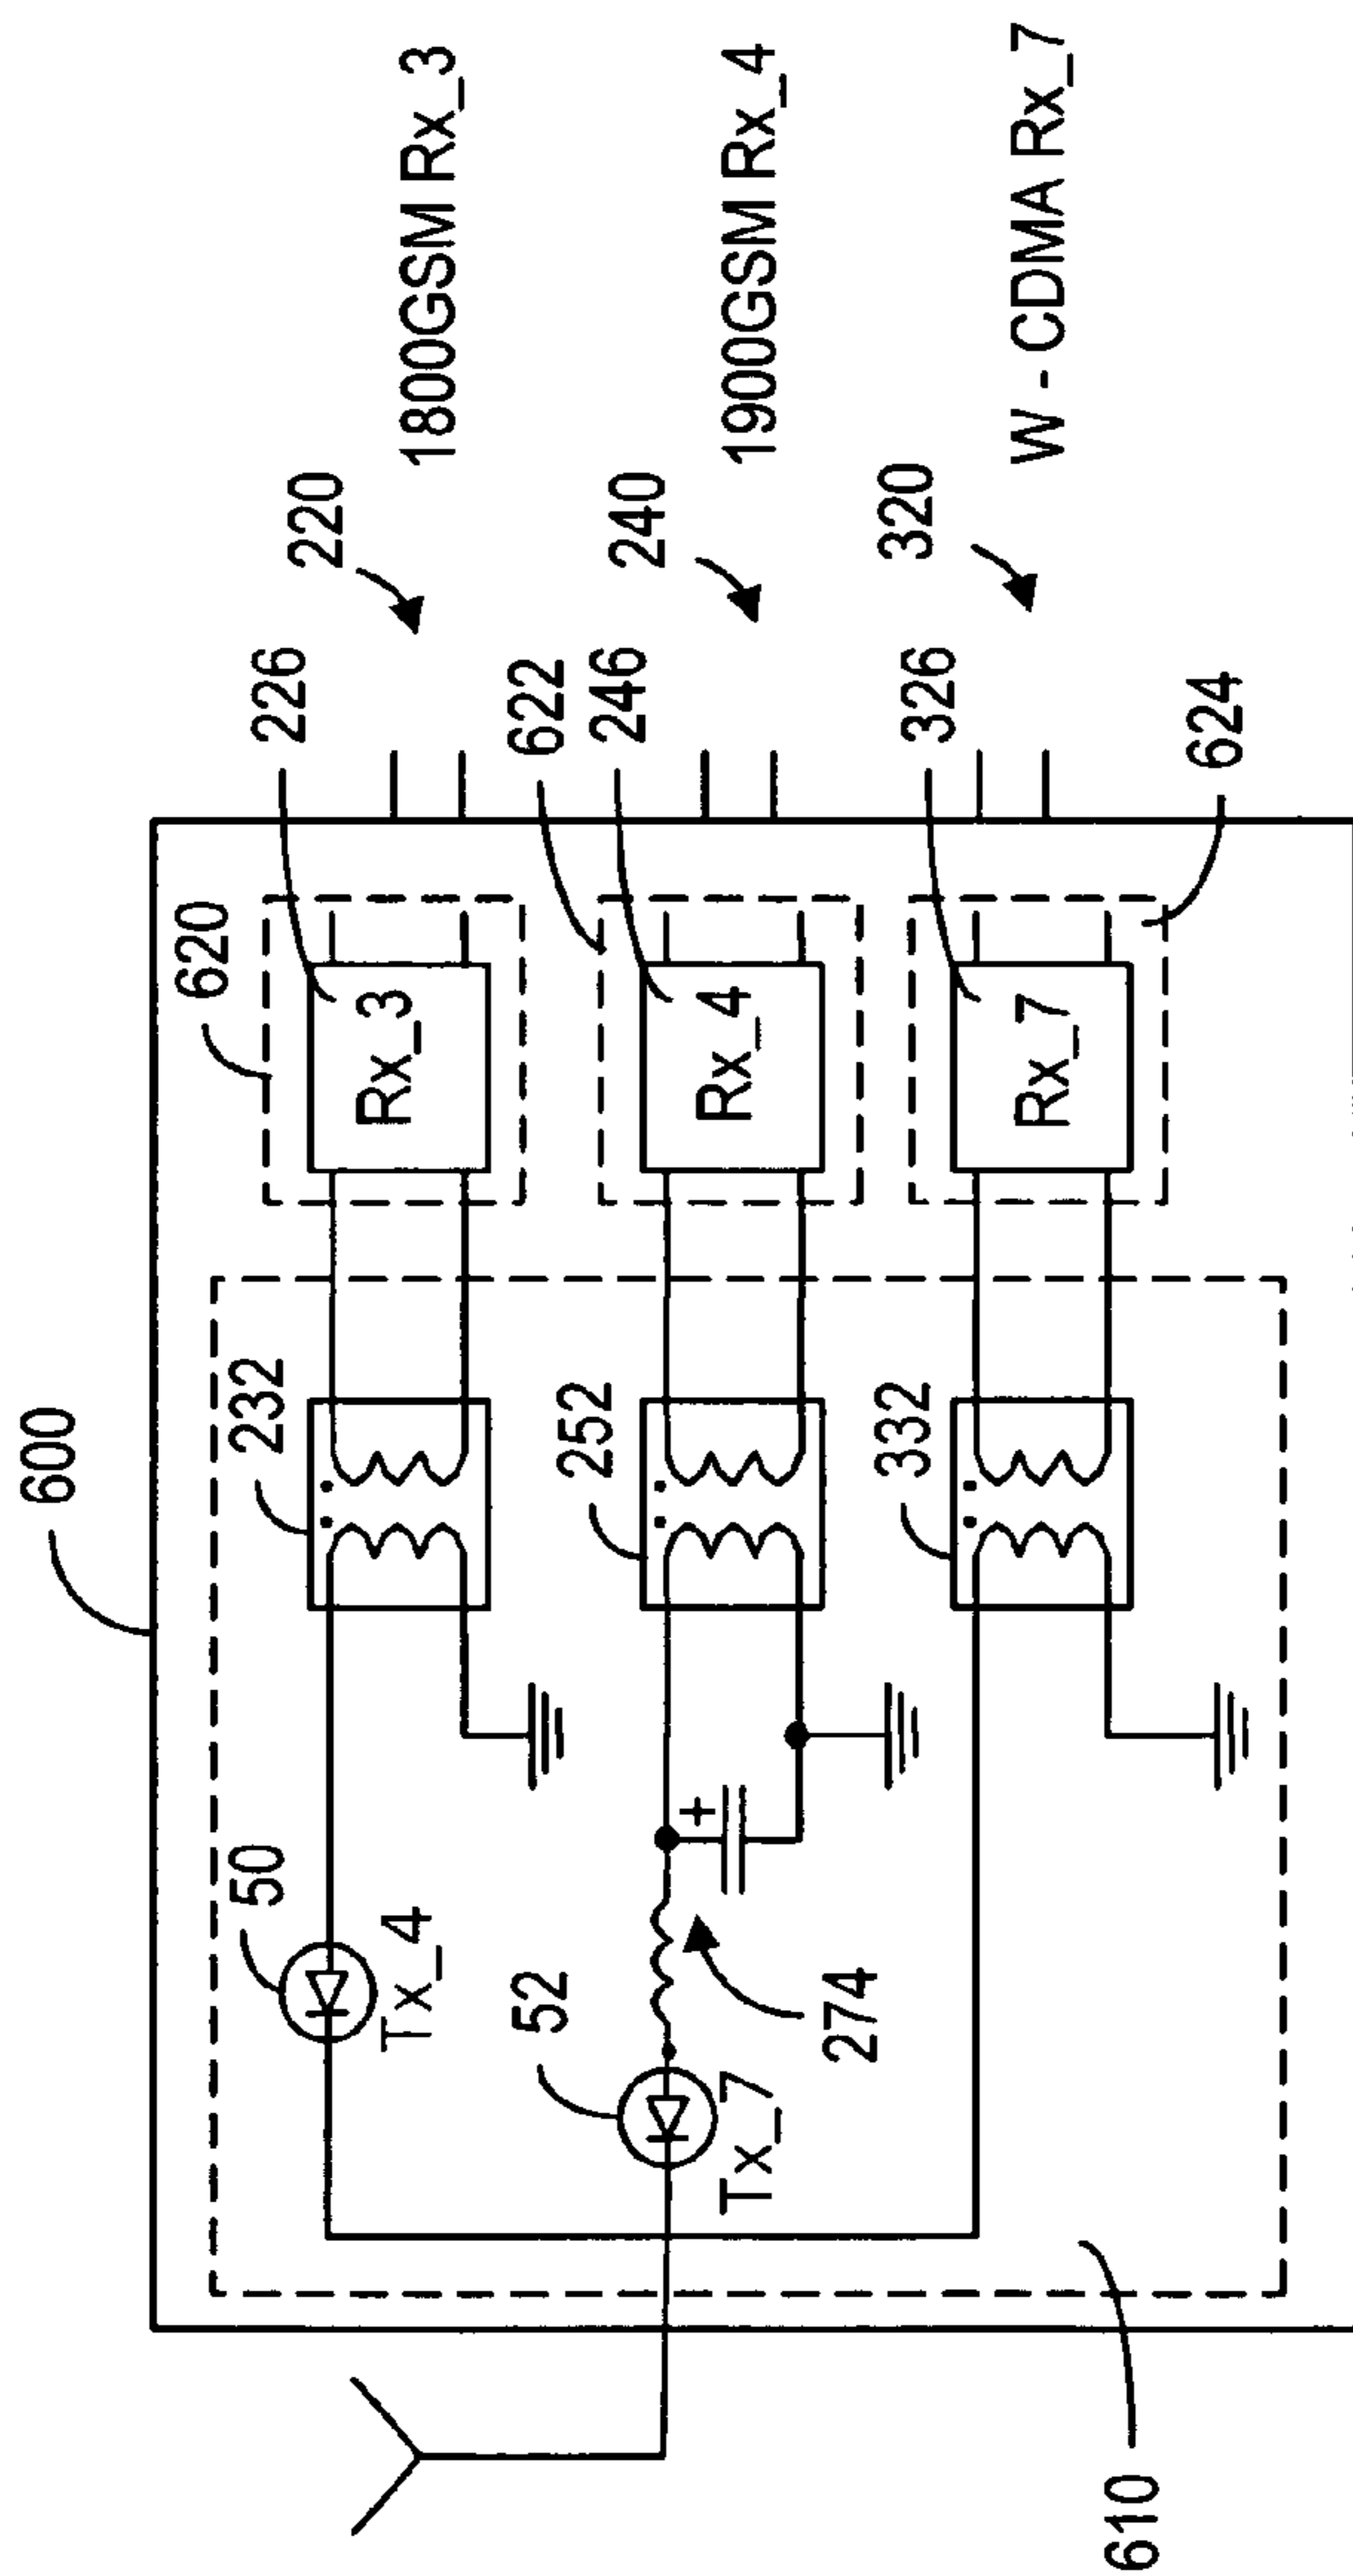 600
620
226
220
1800GSM Rx_3
232
50
Tx_4
Rx_3
622
246
240
1900GSM Rx_4
252
52
Tx_7
274
Rx_4
326
320
W - CDMA Rx_7
332
+
Rx_7
624
610